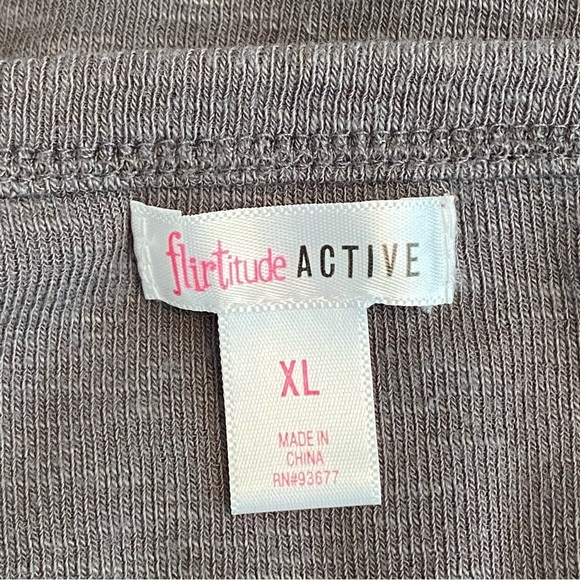 flirtitude ACTIVE
XL
MADE IN
CHINA
RN#93677